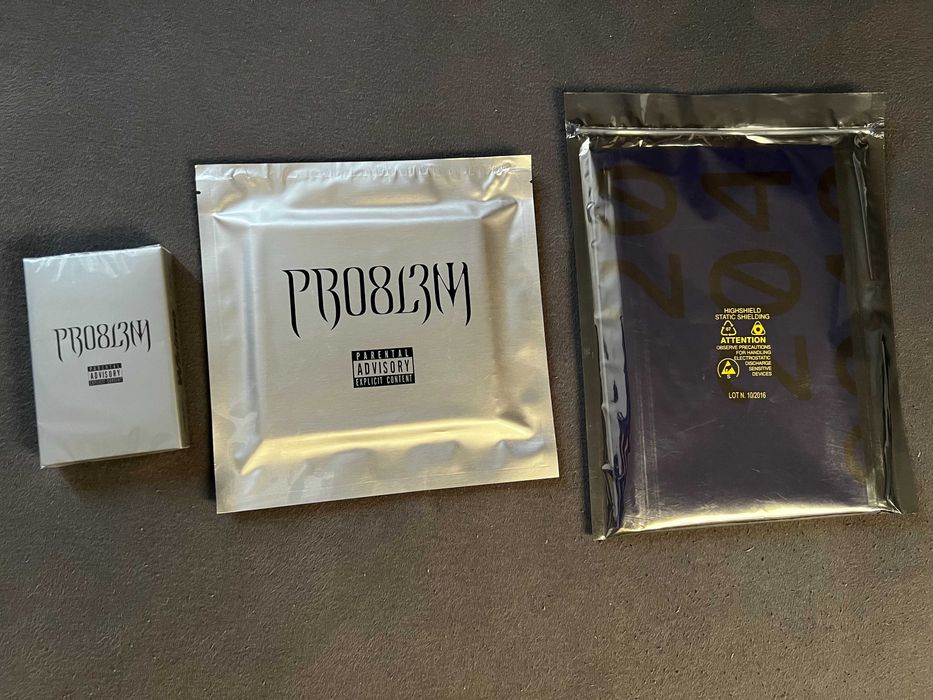 PRO8L3M
PARENTAL
ADVISORY
EXPLICIT CONTENT
PRO8L3M
PARENTAL
ADVISORY
EXPLICIT CONTENT
HIGHSHIELD
STATIC SHIELDING
ATTENTION
OBSERVE PRECAUTIONS
FOR HANDLING
ELECTROSTATIC
DISCHARGE
SENSITIVE
DEVICES
LOT N. 10/2016